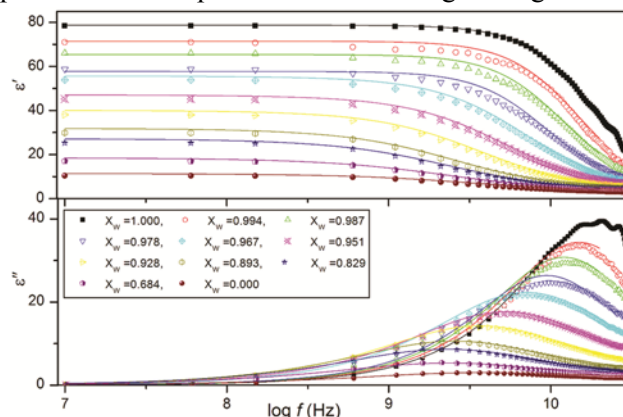 80
60
ε'
40
20
0
40
X_w=1.000, X_w=0.994, X_w=0.987
X_w=0.978, X_w=0.967, X_w=0.951
X_w=0.928, X_w=0.893, X_w=0.829
X_w=0.684, X_w=0.000
ε''
20
0
7 8 9 10
log f (Hz)